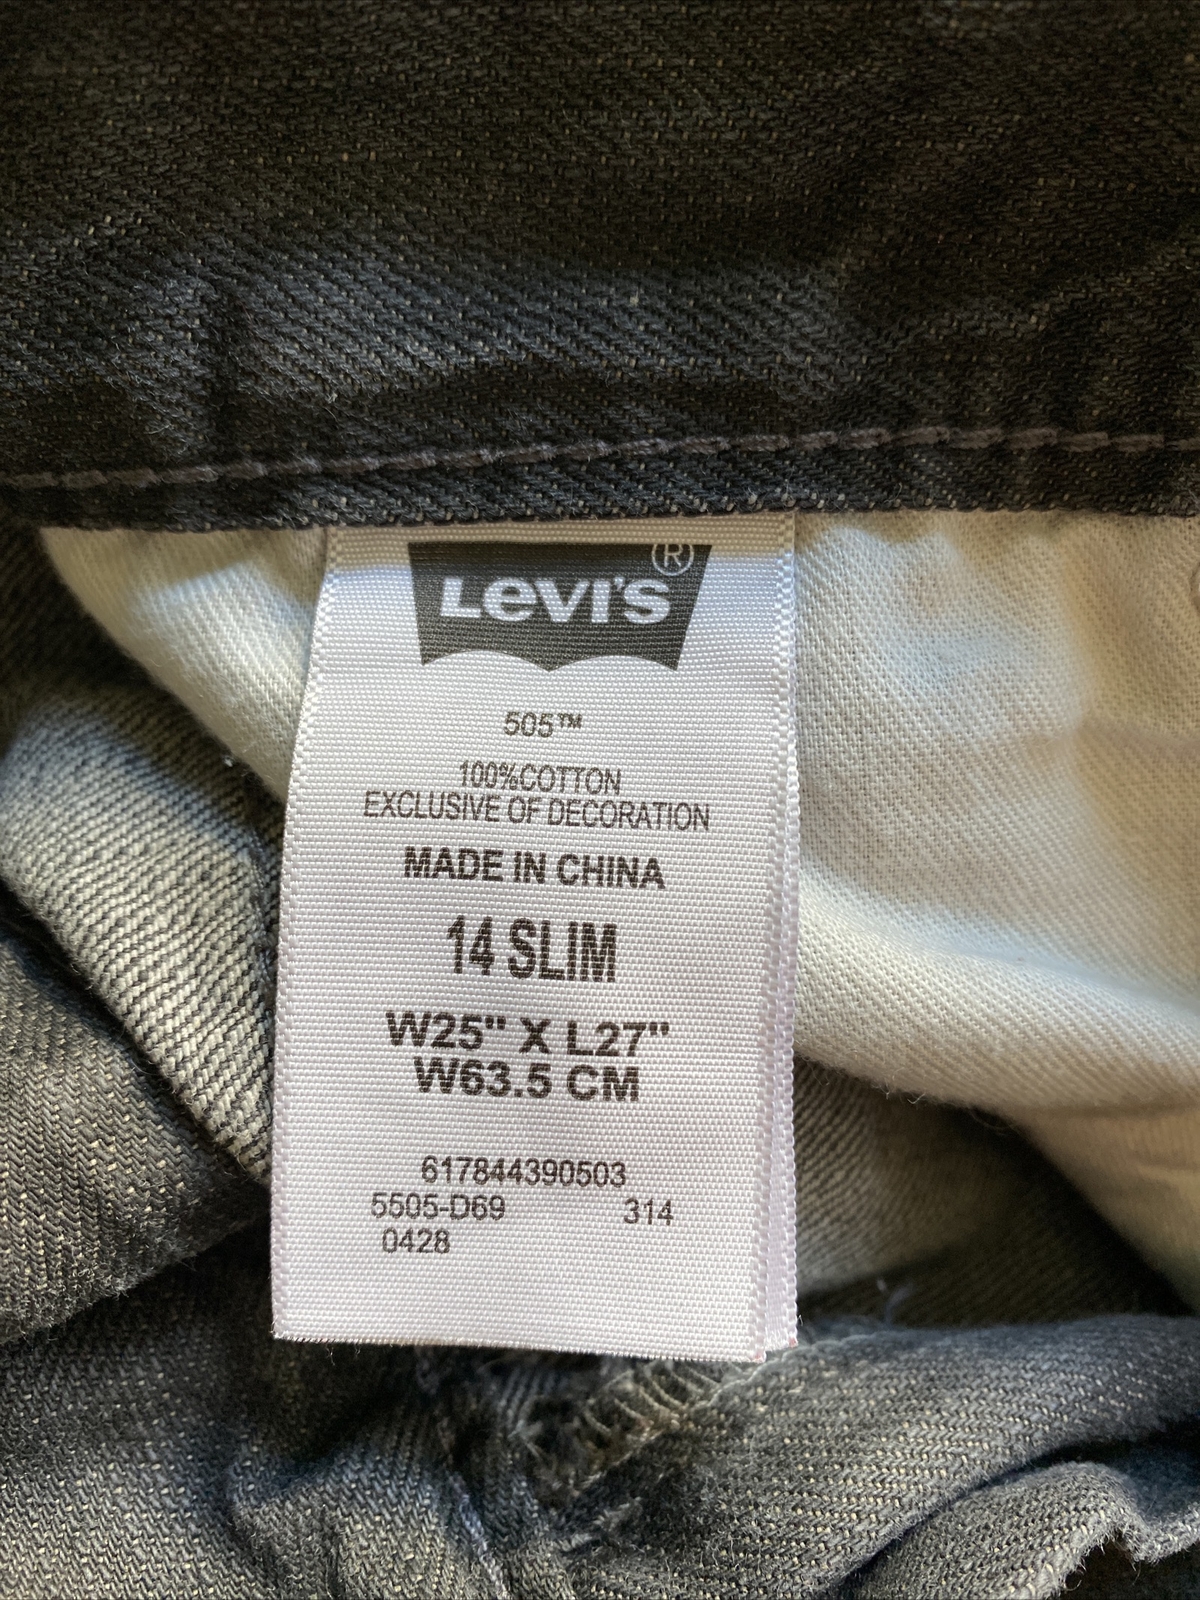 Levi's®
505™
100%COTTON
EXCLUSIVE OF DECORATION
MADE IN CHINA
14 SLIM
W25" X L27"
W63.5 CM
617844390503
5505-D69 314
0428